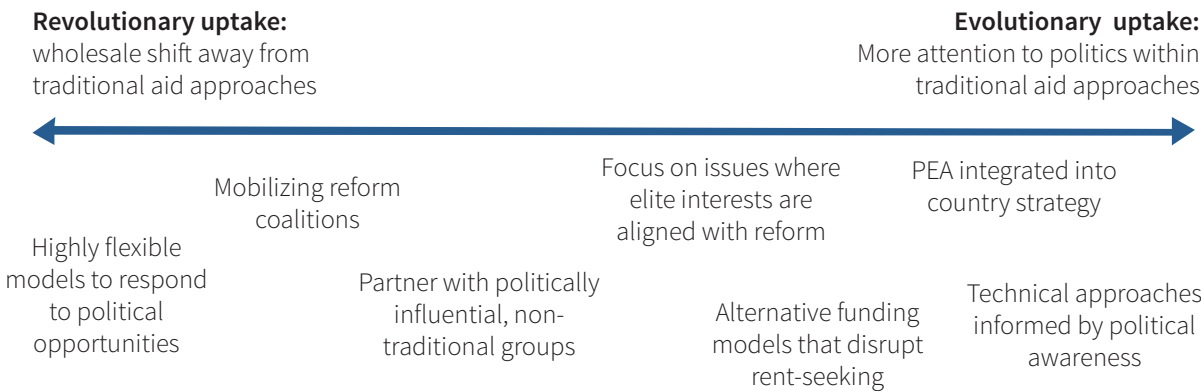 Revolutionary uptake:
wholesale shift away from
traditional aid approaches
Evolutionary uptake:
More attention to politics within
traditional aid approaches
Highly flexible
models to respond
to political
opportunities
Mobilizing reform
coalitions
Partner with politically
influential, non-
traditional groups
Focus on issues where
elite interests are
aligned with reform
Alternative funding
models that disrupt
rent-seeking
PEA integrated into
country strategy
Technical approaches
informed by political
awareness